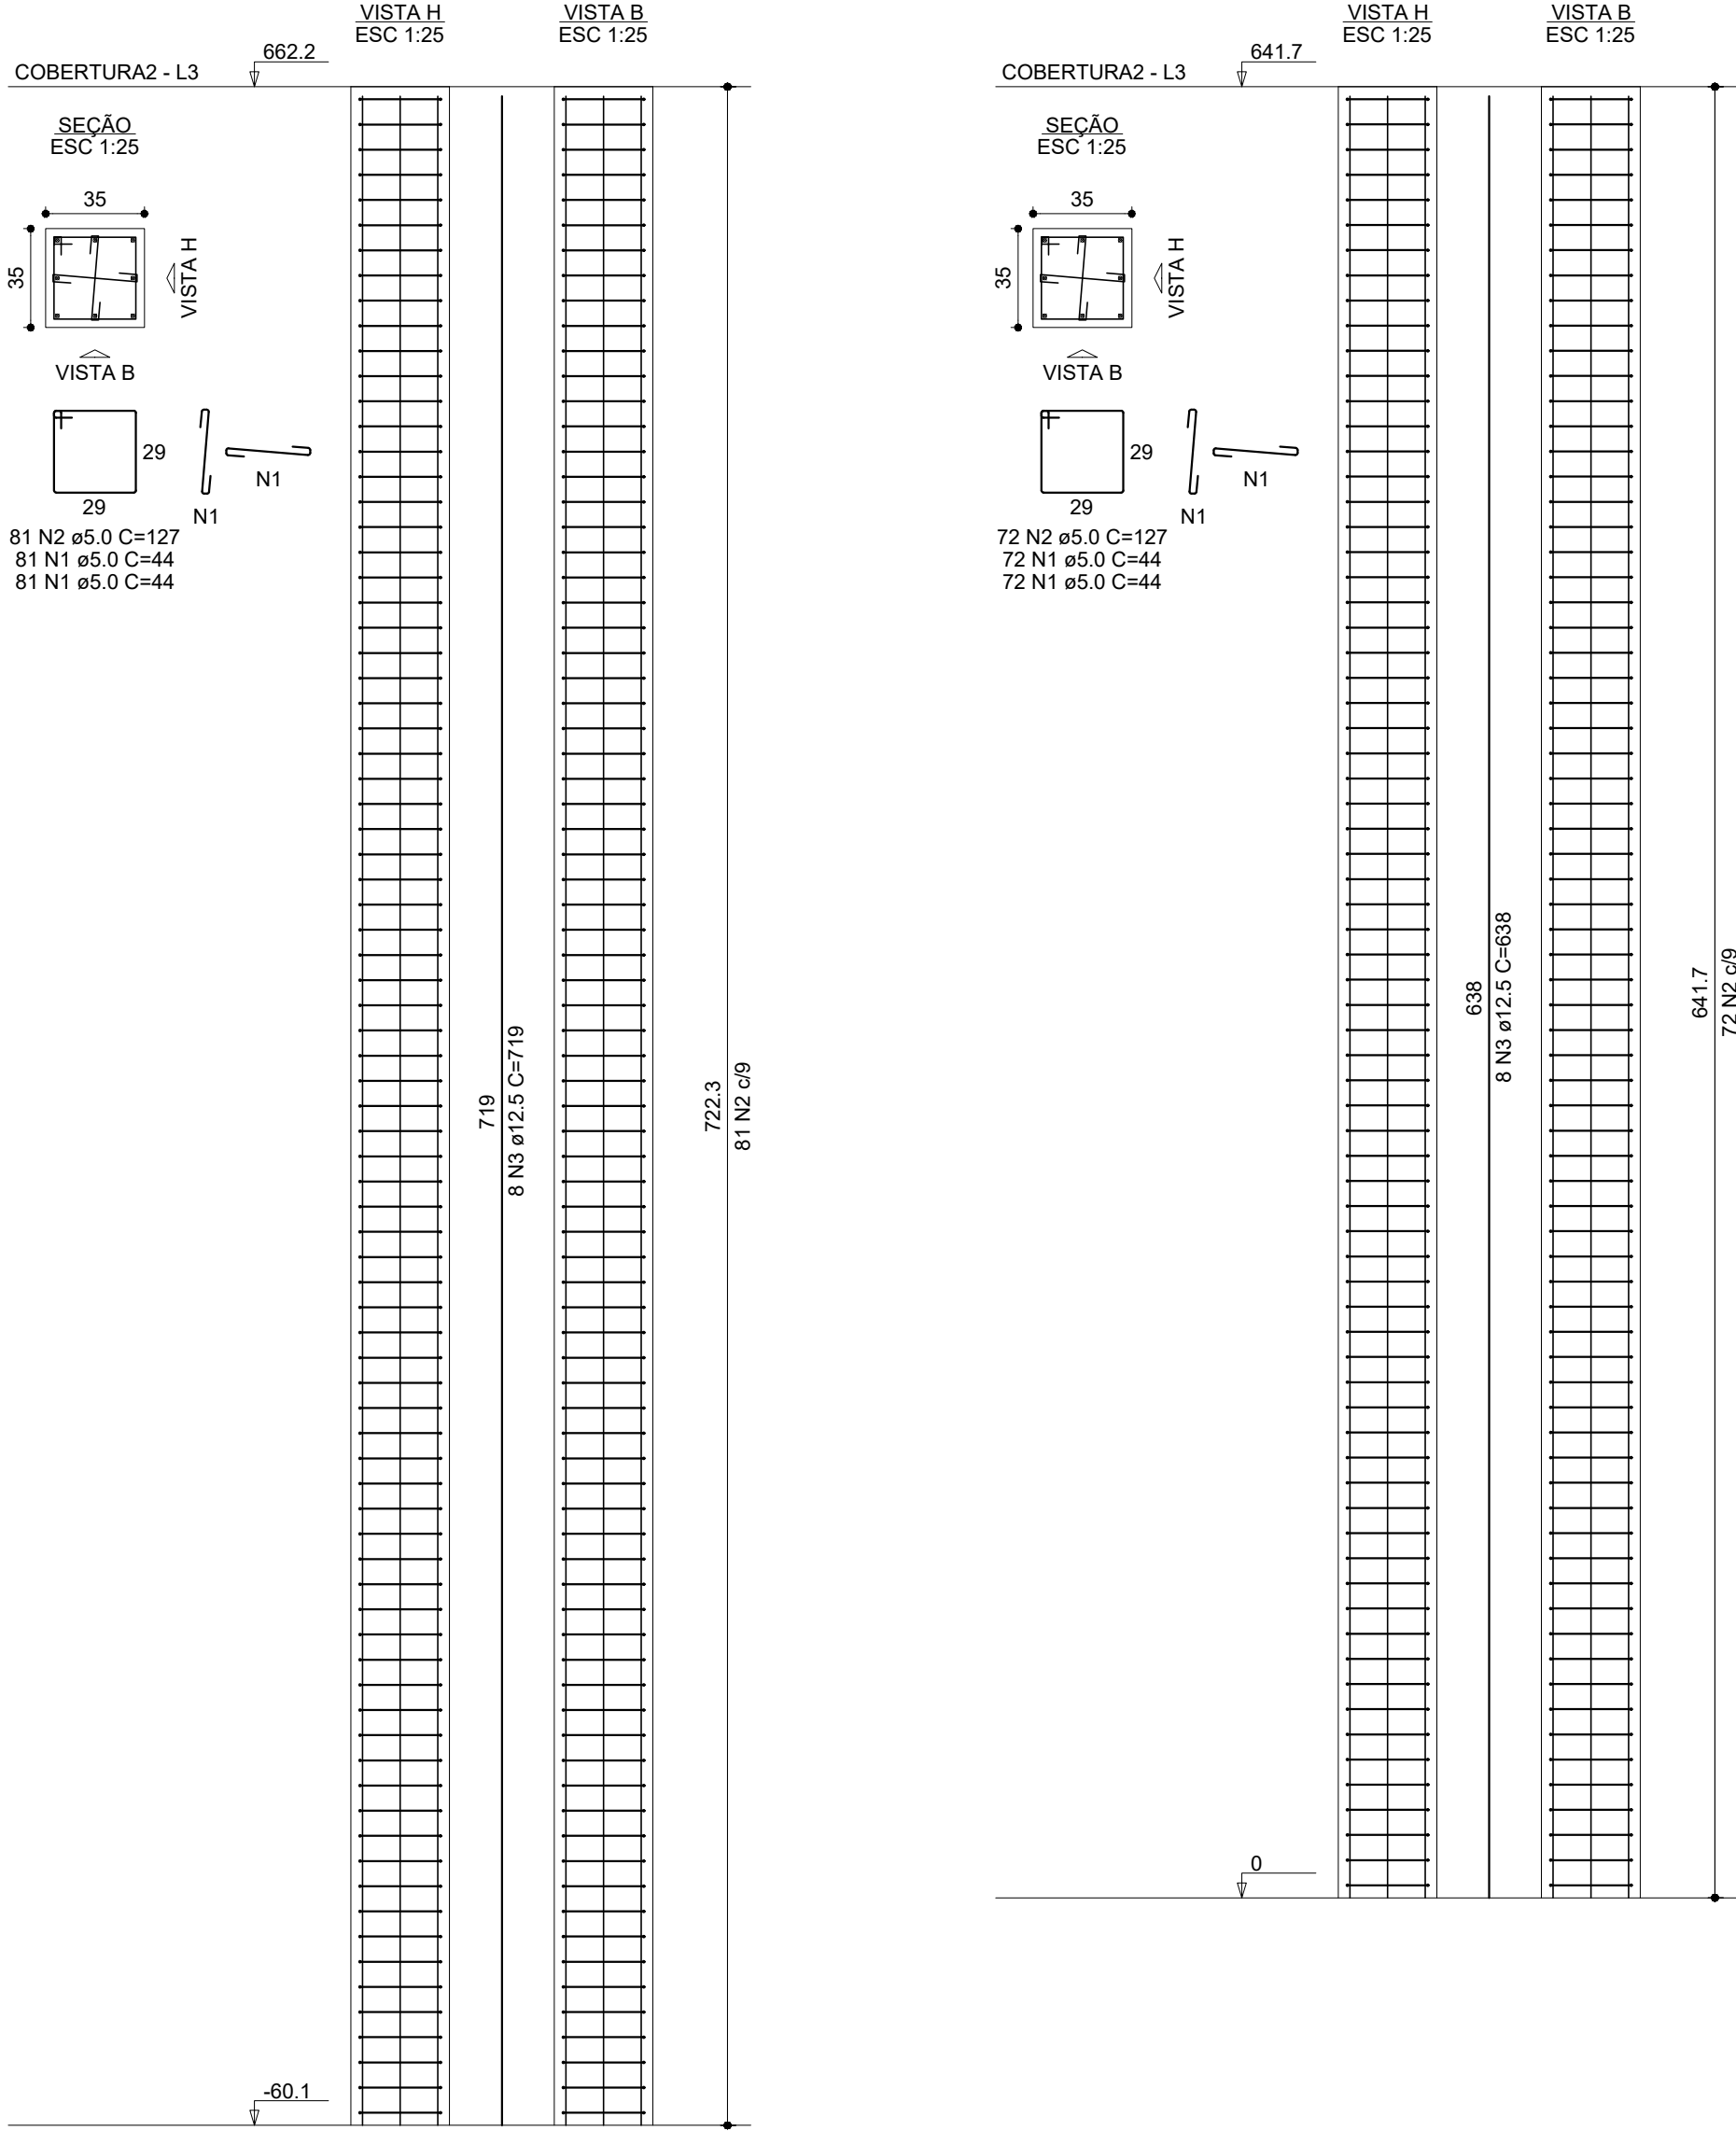 VISTA H
ESC 1:25
VISTA B
ESC 1:25
662.2
COBERTURA2 - L3
SEÇÃO
ESC 1:25
35
35
VISTA H
VISTA B
29
29
N1
N1
81 N2 ø5.0 C=127
81 N1 ø5.0 C=44
81 N1 ø5.0 C=44
719
8 N3 ø12.5 C=719
722.3
81 N2 c/9
-60.1
VISTA H
ESC 1:25
VISTA B
ESC 1:25
641.7
COBERTURA2 - L3
SEÇÃO
ESC 1:25
35
35
VISTA H
VISTA B
29
29
N1
N1
72 N2 ø5.0 C=127
72 N1 ø5.0 C=44
72 N1 ø5.0 C=44
638
8 N3 ø12.5 C=638
641.7
72 N2 c/9
0